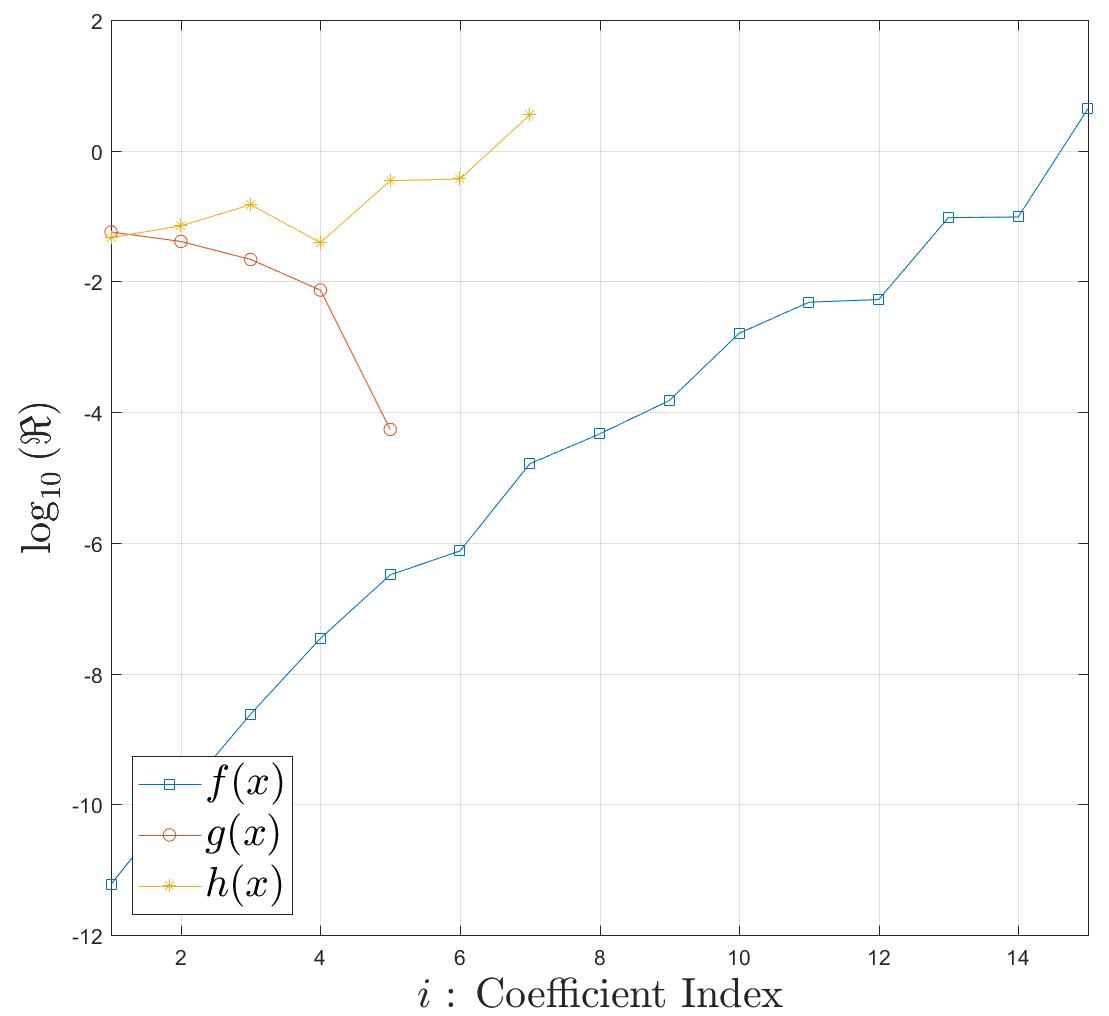 2
0
-2
-4
-6
-8
-10
-12
log₁₀(ℜ)
f(x)
g(x)
h(x)
2 4 6 8 10 12 14
i : Coefficient Index